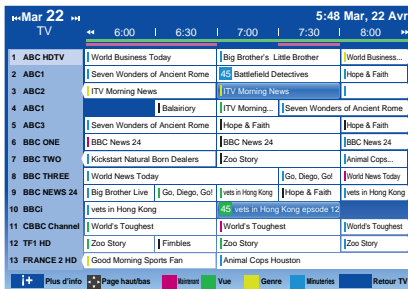 Mar 22 5:48 Mar, 22 Avr
TV 6:00 6:30 7:00 7:30 8:00
1 ABC HDTV World Business Today Big Brother's Little Brother World Business...
2 ABC1 Seven Wonders of Ancient Rome 45 Battlefield Detectives Hope & Faith
3 ABC2 ITV Morning News ITV Morning News
4 ABC1 Balairiory ITV Morning... Seven Wonders of Ancient Rome
5 ABC3 Seven Wonders of Ancient Rome Hope & Faith Hope & Faith
6 BBC ONE BBC News 24 BBC News 24 BBC News 24
7 BBC TWO Kickstart Natural Born Dealers Zoo Story Animal Cops...
8 BBC THREE World News Today Go, Diego, Go! World News Today
9 BBC NEWS 24 Big Brother Live Go, Diego, Go! vets in Hong Kong Hope & Faith vets in Hong Kong
10 BBCi vets in Hong Kong 45 vets in Hong Kong epsode 12
11 CBBC Channel World's Toughest World's Toughest World's Toughest
12 TF1 HD Zoo Story Fimbles Zoo Story Zoo Story
13 FRANCE 2 HD Good Morning Sports Fan Animal Cops Houston
i+ Plus d'info Page haut/bas Vue Genre Minuteries Retour TV